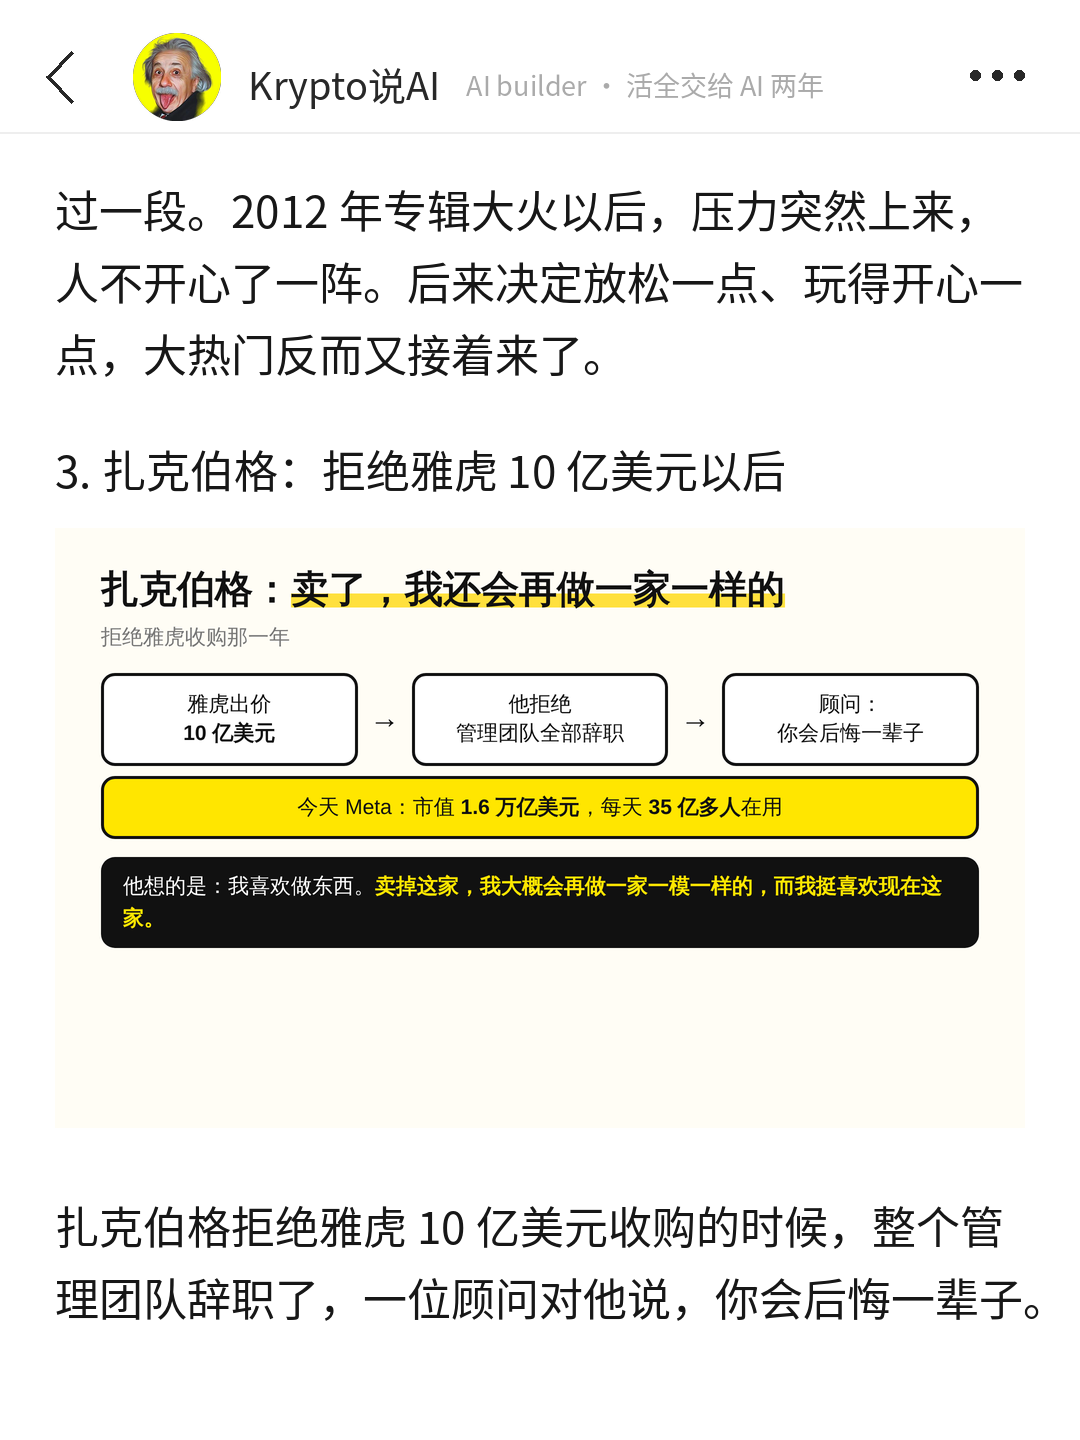 Krypto说AI AI builder · 活全交给 AI 两年
过一段。2012 年专辑大火以后，压力突然上来，
人不开心了一阵。后来决定放松一点、玩得开心一
点，大热门反而又接着来了。
3. 扎克伯格：拒绝雅虎 10 亿美元以后
扎克伯格：卖了，我还会再做一家一样的
拒绝雅虎收购那一年
雅虎出价
10 亿美元
→
他拒绝
管理团队全部辞职
→
顾问：
你会后悔一辈子
今天 Meta：市值 1.6 万亿美元，每天 35 亿多人在用
他想的是：我喜欢做东西。卖掉这家，我大概会再做一家一模一样的，而我挺喜欢现在这
家。
扎克伯格拒绝雅虎 10 亿美元收购的时候，整个管
理团队辞职了，一位顾问对他说，你会后悔一辈子。